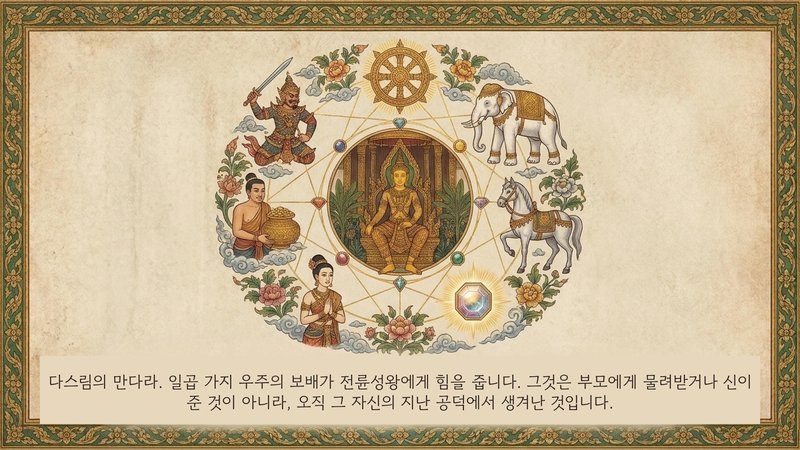 다스림의 만다라. 일곱 가지 우주의 보배가 전륜성왕에게 힘을 줍니다. 그것은 부모에게 물려받거나 신이
준 것이 아니라, 오직 그 자신의 지난 공덕에서 생겨난 것입니다.